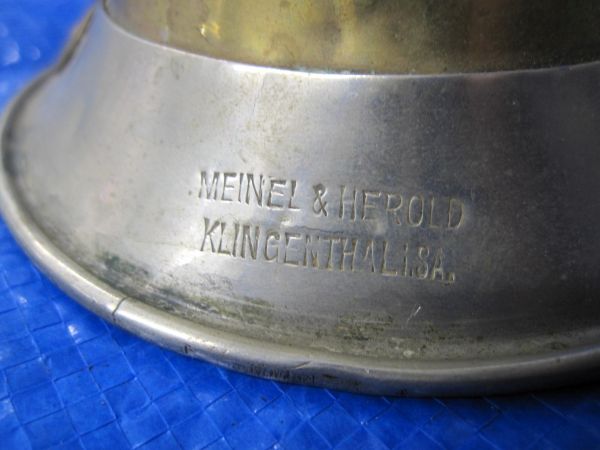 MEINEL & HEROLD
KLINGENTHAL I.SA.